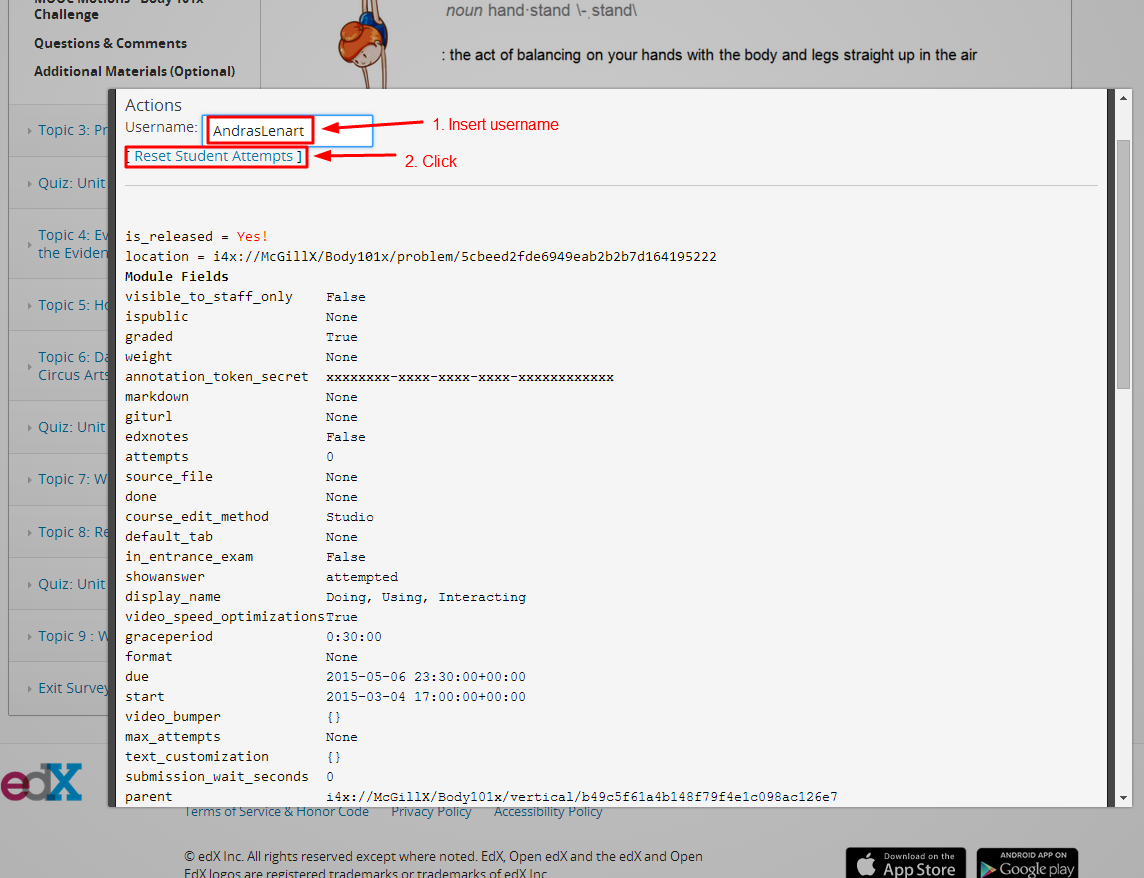 MOOC Motions - Body 101x
Challenge
Questions & Comments
Additional Materials (Optional)
noun hand·stand \-ˌstand\
: the act of balancing on your hands with the body and legs straight up in the air
Topic 3: Pr
Quiz: Unit
Topic 4: Ev
the Eviden
Topic 5: Ho
Topic 6: Da
Circus Arts
Quiz: Unit
Topic 7: W
Topic 8: Re
Quiz: Unit
Topic 9 : W
Exit Survey
Actions
Username: AndrasLenart 1. Insert username
[ Reset Student Attempts ] 2. Click
is_released = Yes!
location = i4x://McGillX/Body101x/problem/5cbeed2fde6949eab2b2b7d164195222
Module Fields
visible_to_staff_only False
ispublic None
graded True
weight None
annotation_token_secret xxxxxxxx-xxxx-xxxx-xxxx-xxxxxxxxxxxx
markdown None
giturl None
edxnotes False
attempts 0
source_file None
done None
course_edit_method Studio
default_tab None
in_entrance_exam False
showanswer attempted
display_name Doing, Using, Interacting
video_speed_optimizations True
graceperiod 0:30:00
format None
due 2015-05-06 23:30:00+00:00
start 2015-03-04 17:00:00+00:00
video_bumper {}
max_attempts None
text_customization {}
submission_wait_seconds 0
parent i4x://McGillX/Body101x/vertical/b49c5f61a4b148f79f4e1c098ac126e7
edX
Terms of Service & Honor Code Privacy Policy Accessibility Policy
© edX Inc. All rights reserved except where noted. EdX, Open edX and the edX and Open
EdX logos are registered trademarks or trademarks of edX Inc.
Download on the
App Store
ANDROID APP ON
Google play